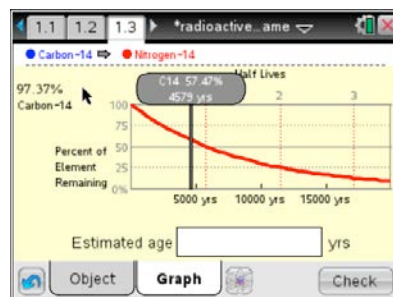 1.1 1.2 1.3 *radioactive...ame
Carbon-14 Nitrogen-14
Half Lives
C14 57.47%
4579 yrs
97.37%
Carbon-14
2 3
100
75
Percent of 50
Element 25
Remaining 0%
5000 yrs 10000 yrs 15000 yrs
Estimated age yrs
Object Graph Check